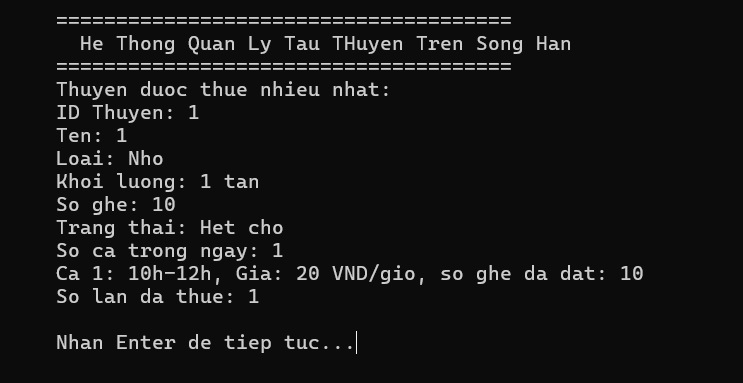 ======================================
He Thong Quan Ly Tau THuyen Tren Song Han
======================================
Thuyen duoc thue nhieu nhat:
ID Thuyen: 1
Ten: 1
Loai: Nho
Khoi luong: 1 tan
So ghe: 10
Trang thai: Het cho
So ca trong ngay: 1
Ca 1: 10h-12h, Gia: 20 VND/gio, so ghe da dat: 10
So lan da thue: 1
Nhan Enter de tiep tuc...